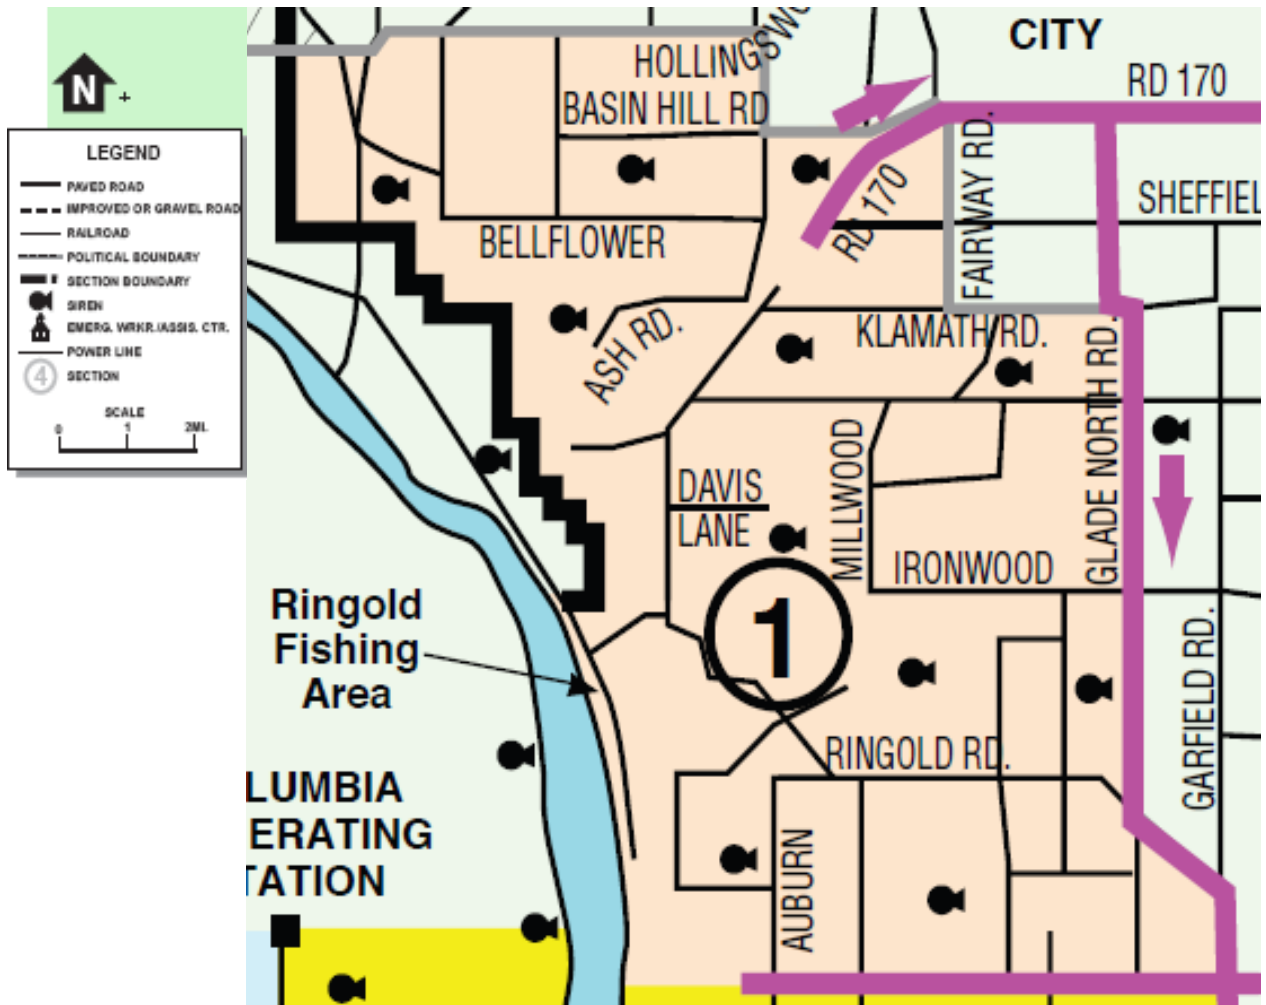 N
+
LEGEND
PAVED ROAD
IMPROVED OR GRAVEL ROAD
RAILROAD
POLITICAL BOUNDARY
SECTION BOUNDARY
SIREN
EMERG. WRKR./ASSIS. CTR.
POWER LINE
4 SECTION
SCALE
0 1 2MI.
CITY
HOLLINGSWO
RD 170
BASIN HILL RD
FAIRWAY RD.
SHEFFIEL
RD 170
BELLFLOWER
ASH RD.
KLAMATH RD.
GLADE NORTH RD.
MILLWOOD
DAVIS
LANE
IRONWOOD
1
Ringold
Fishing
Area
GARFIELD RD.
RINGOLD RD.
LUMBIA
ERATING
TATION
AUBURN